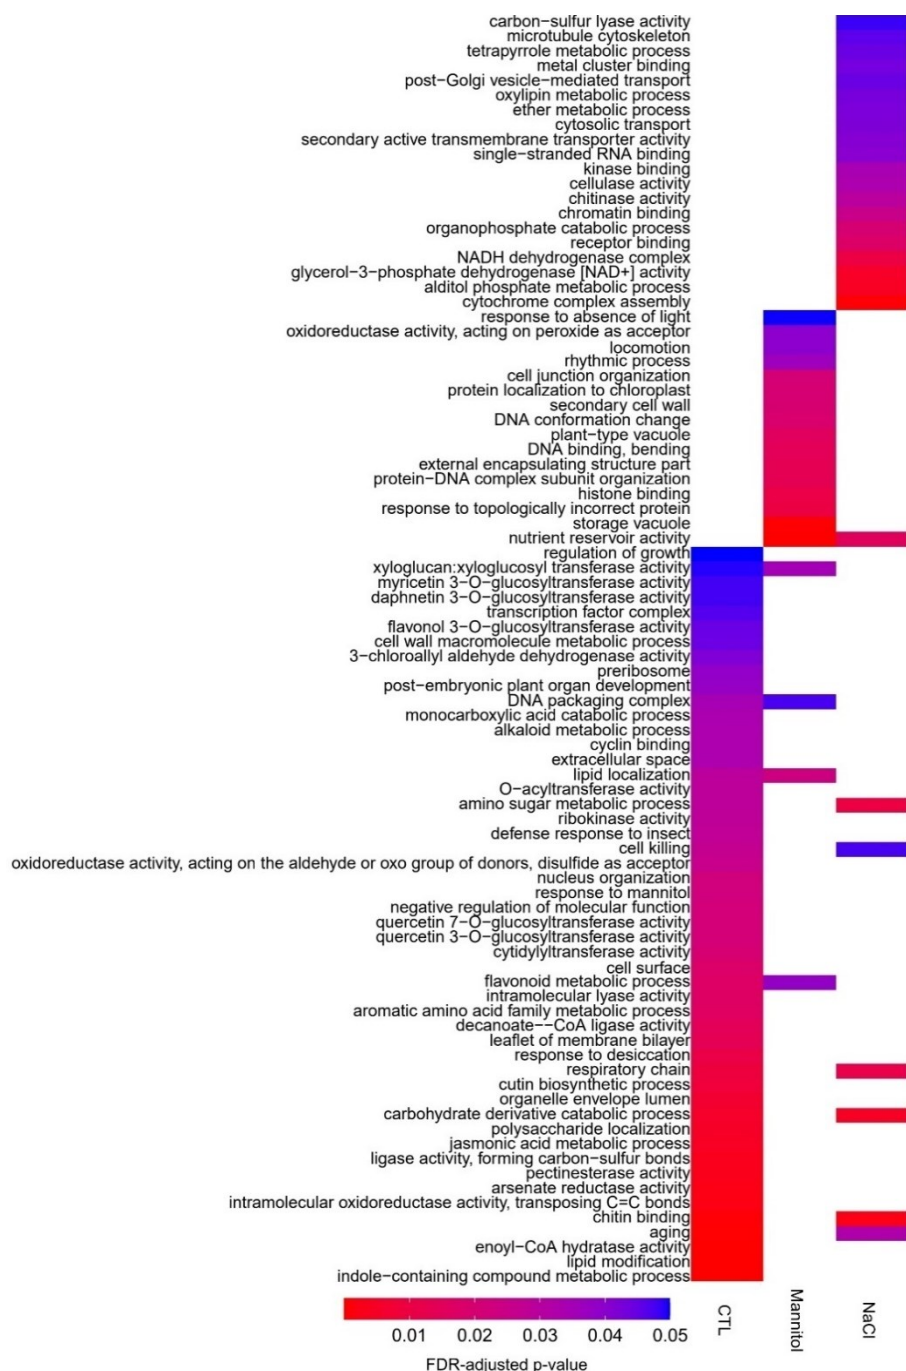 carbon−sulfur lyase activity
microtubule cytoskeleton
tetrapyrrole metabolic process
metal cluster binding
post−Golgi vesicle−mediated transport
oxylipin metabolic process
ether metabolic process
cytosolic transport
secondary active transmembrane transporter activity
single−stranded RNA binding
kinase binding
cellulase activity
chitinase activity
chromatin binding
organophosphate catabolic process
receptor binding
NADH dehydrogenase complex
glycerol−3−phosphate dehydrogenase [NAD+] activity
alditol phosphate metabolic process
cytochrome complex assembly
response to absence of light
oxidoreductase activity, acting on peroxide as acceptor
locomotion
rhythmic process
cell junction organization
protein localization to chloroplast
secondary cell wall
DNA conformation change
plant−type vacuole
DNA binding, bending
external encapsulating structure part
protein−DNA complex subunit organization
histone binding
response to topologically incorrect protein
storage vacuole
nutrient reservoir activity
regulation of growth
xyloglucan:xyloglucosyl transferase activity
myricetin 3−O−glucosyltransferase activity
daphnetin 3−O−glucosyltransferase activity
transcription factor complex
flavonol 3−O−glucosyltransferase activity
cell wall macromolecule metabolic process
3−chloroallyl aldehyde dehydrogenase activity
preribosome
post−embryonic plant organ development
DNA packaging complex
monocarboxylic acid catabolic process
alkaloid metabolic process
cyclin binding
extracellular space
lipid localization
O−acyltransferase activity
amino sugar metabolic process
ribokinase activity
defense response to insect
cell killing
oxidoreductase activity, acting on the aldehyde or oxo group of donors, disulfide as acceptor
nucleus organization
response to mannitol
negative regulation of molecular function
quercetin 7−O−glucosyltransferase activity
quercetin 3−O−glucosyltransferase activity
cytidylyltransferase activity
cell surface
flavonoid metabolic process
intramolecular lyase activity
aromatic amino acid family metabolic process
decanoate−−CoA ligase activity
leaflet of membrane bilayer
response to desiccation
respiratory chain
cutin biosynthetic process
organelle envelope lumen
carbohydrate derivative catabolic process
polysaccharide localization
jasmonic acid metabolic process
ligase activity, forming carbon−sulfur bonds
pectinesterase activity
arsenate reductase activity
intramolecular oxidoreductase activity, transposing C=C bonds
chitin binding
aging
enoyl−CoA hydratase activity
lipid modification
indole−containing compound metabolic process
CTL
Mannitol
NaCl
0.01 0.02 0.03 0.04 0.05
FDR−adjusted p−value